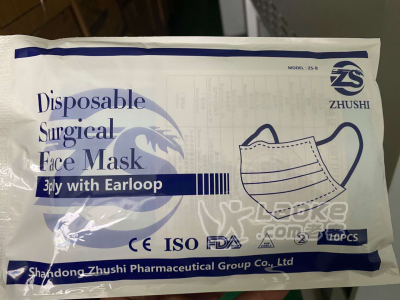 MODEL: ZS-B
ZS
ZHUSHI
Disposable
Surgical
Face Mask
3ply with Earloop
CE ISO FDA 2 10PCS
Shandong Zhushi Pharmaceutical Group Co., Ltd